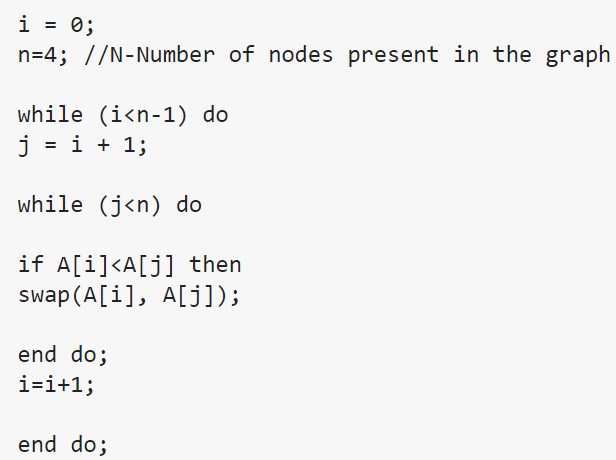 i = 0;
n=4; //N-Number of nodes present in the graph
while (i<n-1) do
j = i + 1;
while (j<n) do
if A[i]<A[j] then
swap(A[i], A[j]);
end do;
i=i+1;
end do;